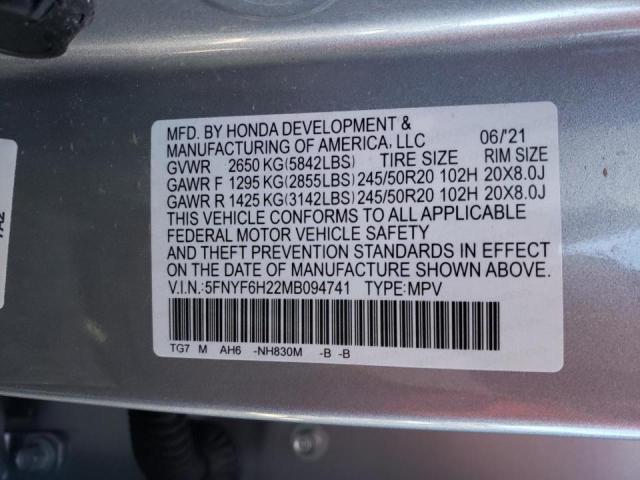 MFD. BY HONDA DEVELOPMENT &
MANUFACTURING OF AMERICA, LLC 06/'21
GVWR 2650 KG(5842LBS) TIRE SIZE RIM SIZE
GAWR F 1295 KG(2855LBS) 245/50R20 102H 20X8.0J
GAWR R 1425 KG(3142LBS) 245/50R20 102H 20X8.0J
THIS VEHICLE CONFORMS TO ALL APPLICABLE
FEDERAL MOTOR VEHICLE SAFETY
AND THEFT PREVENTION STANDARDS IN EFFECT
ON THE DATE OF MANUFACTURE SHOWN ABOVE.
V.I.N.:5FNYF6H22MB094741 TYPE:MPV
TG7 M AH6 -NH830M -B -B